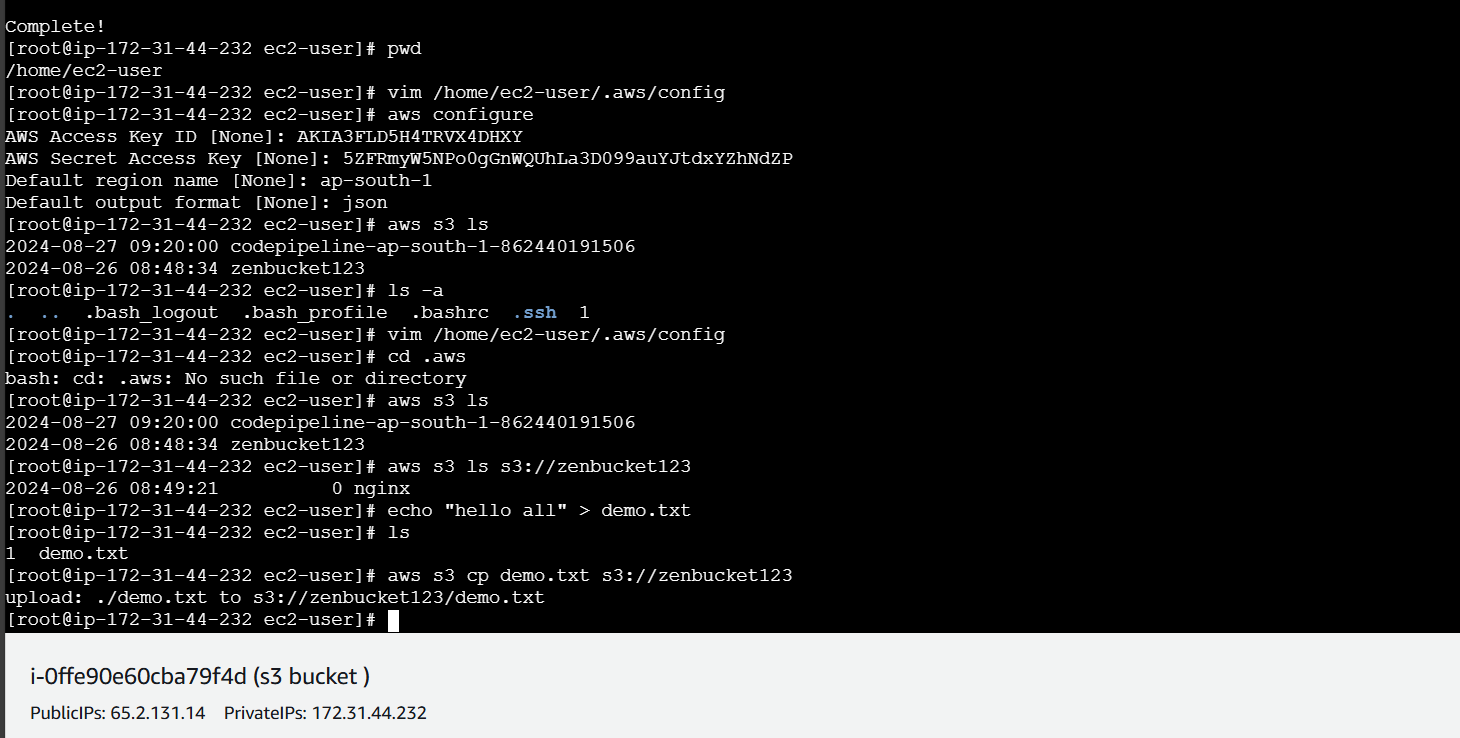 Complete!
[root@ip-172-31-44-232 ec2-user]# pwd
/home/ec2-user
[root@ip-172-31-44-232 ec2-user]# vim /home/ec2-user/.aws/config
[root@ip-172-31-44-232 ec2-user]# aws configure
AWS Access Key ID [None]: AKIA3FLD5H4TRVX4DHXY
AWS Secret Access Key [None]: 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
Default region name [None]: ap-south-1
Default output format [None]: json
[root@ip-172-31-44-232 ec2-user]# aws s3 ls
2024-08-27 09:20:00 codepipeline-ap-south-1-862440191506
2024-08-26 08:48:34 zenbucket123
[root@ip-172-31-44-232 ec2-user]# ls -a
.  ..  .bash_logout  .bash_profile  .bashrc  .ssh  1
[root@ip-172-31-44-232 ec2-user]# vim /home/ec2-user/.aws/config
[root@ip-172-31-44-232 ec2-user]# cd .aws
bash: cd: .aws: No such file or directory
[root@ip-172-31-44-232 ec2-user]# aws s3 ls
2024-08-27 09:20:00 codepipeline-ap-south-1-862440191506
2024-08-26 08:48:34 zenbucket123
[root@ip-172-31-44-232 ec2-user]# aws s3 ls s3://zenbucket123
2024-08-26 08:49:21          0 nginx
[root@ip-172-31-44-232 ec2-user]# echo "hello all" > demo.txt
[root@ip-172-31-44-232 ec2-user]# ls
1  demo.txt
[root@ip-172-31-44-232 ec2-user]# aws s3 cp demo.txt s3://zenbucket123
upload: ./demo.txt to s3://zenbucket123/demo.txt
[root@ip-172-31-44-232 ec2-user]#
i-0ffe90e60cba79f4d (s3 bucket )
PublicIPs: 65.2.131.14    PrivateIPs: 172.31.44.232